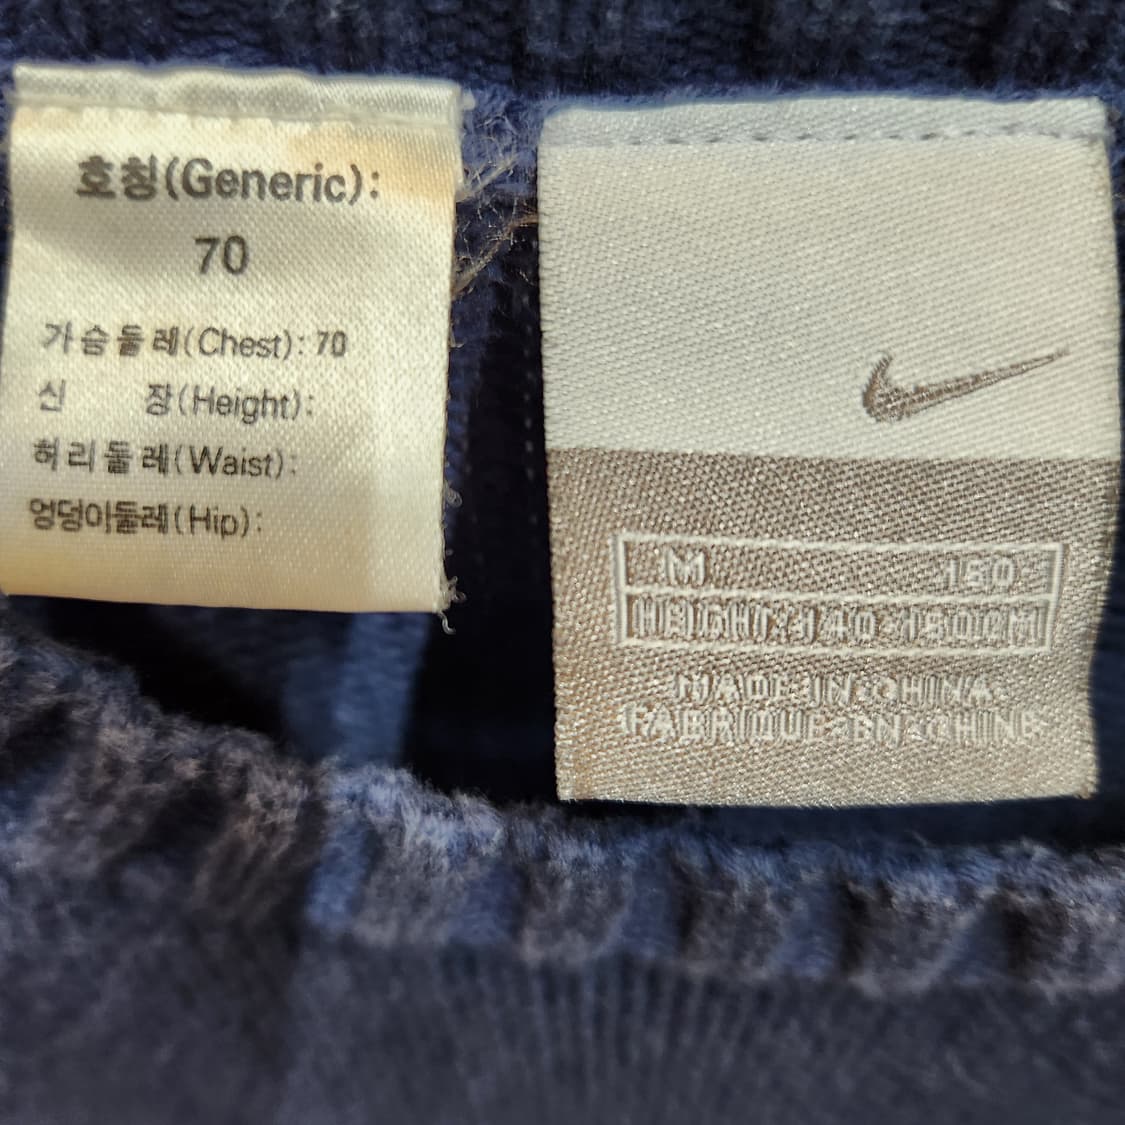 호칭(Generic):
70
가슴둘레(Chest): 70
신 장(Height):
허리둘레(Waist):
엉덩이둘레(Hip):
M
HEIGHT:140-150CM
MADE IN CHINA
FABRIQUE EN CHINE